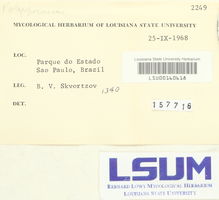 2249
MYCOLOGICAL HERBARIUM OF LOUISIANA STATE UNIVERSITY
25-IX-1968
LOC.
Parque do Estado
Sao Paulo, Brazil
Louisiana State University Herbarium
LSU00140416
LEG. B. V. Skvortzov 1340
DET.
157716
LSUM
BERNARD LOWY MYCOLOGICAL HERBARIUM
LOUISIANA STATE UNIVERSITY